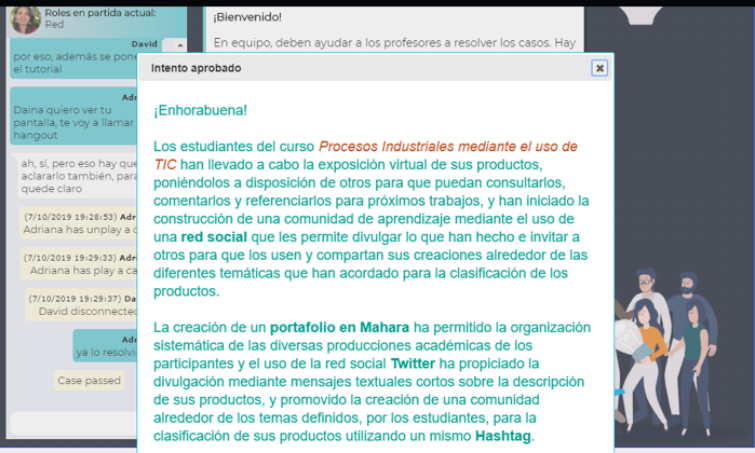 Roles en partida actual:
Red
David
por eso, además se pone
el tutorial
Daina quiero ver tu
pantalla, te voy a llamar
hangout
ah, sí, pero eso hay que
aclararlo también, para
quede claro
(7/10/2019 19:28:53)
Adriana has unplay a
(7/10/2019 19:29:33)
Adriana has play a
(7/10/2019 19:29:37)
David disconnected
ya lo resolvi
Case passed
¡Bienvenido!
En equipo, deben ayudar a los profesores a resolver los casos. Hay
Intento aprobado
¡Enhorabuena!
Los estudiantes del curso Procesos Industriales mediante el uso de
TIC han llevado a cabo la exposición virtual de sus productos,
poniéndolos a disposición de otros para que puedan consultarlos,
comentarlos y referenciarlos para próximos trabajos, y han iniciado la
construcción de una comunidad de aprendizaje mediante el uso de
una red social que les permite divulgar lo que han hecho e invitar a
otros para que los usen y compartan sus creaciones alrededor de las
diferentes temáticas que han acordado para la clasificación de los
productos.
La creación de un portafolio en Mahara ha permitido la organización
sistemática de las diversas producciones académicas de los
participantes y el uso de la red social Twitter ha propiciado la
divulgación mediante mensajes textuales cortos sobre la descripción
de sus productos, y promovido la creación de una comunidad
alrededor de los temas definidos, por los estudiantes, para la
clasificación de sus productos utilizando un mismo Hashtag.